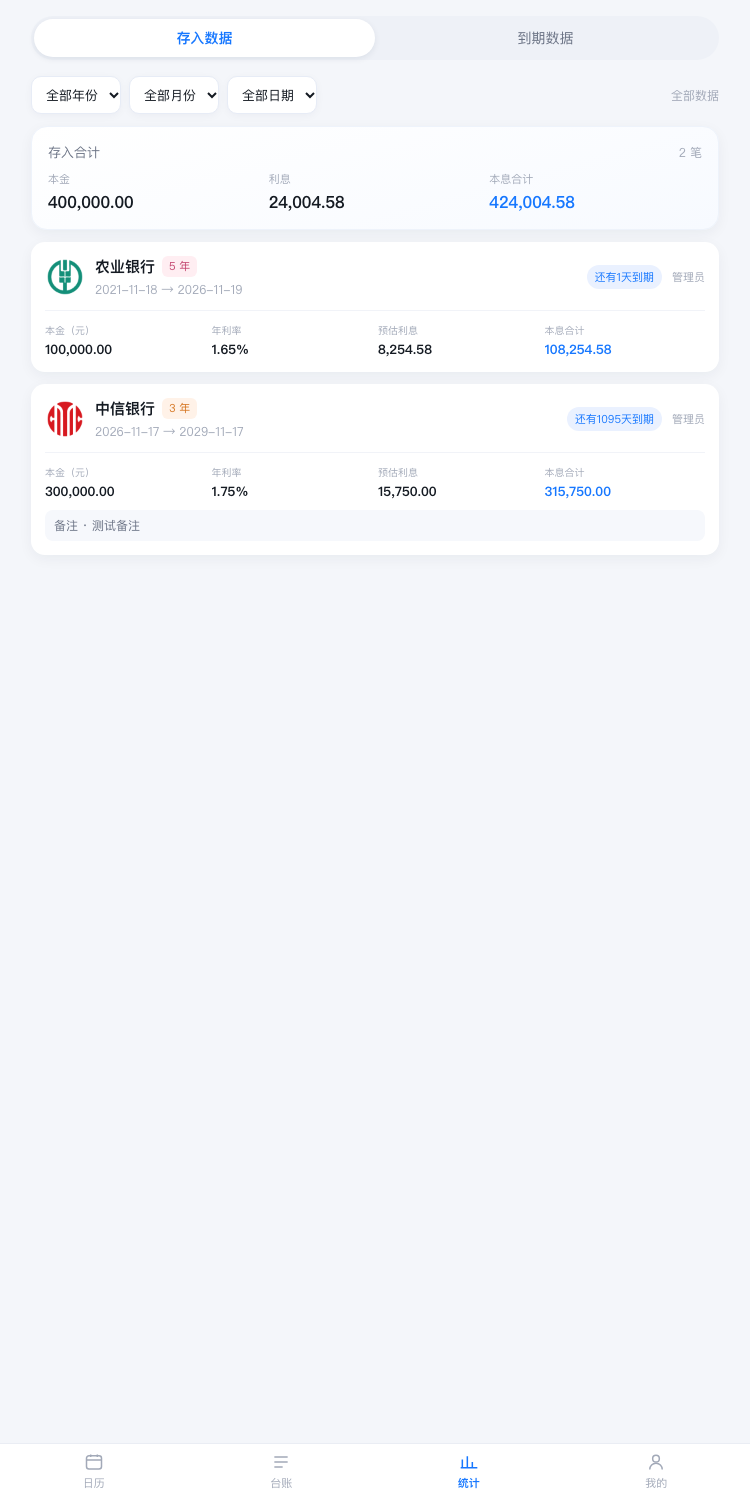 存入数据 到期数据
全部年份 全部月份 全部日期 全部数据
存入合计 2 笔
本金 利息 本息合计
400,000.00 24,004.58 424,004.58
农业银行 5 年
2021-11-18 → 2026-11-19
还有1天到期 管理员
本金（元） 年利率 预估利息 本息合计
100,000.00 1.65% 8,254.58 108,254.58
中信银行 3 年
2026-11-17 → 2029-11-17
还有1095天到期 管理员
本金（元） 年利率 预估利息 本息合计
300,000.00 1.75% 15,750.00 315,750.00
备注 · 测试备注
日历 台账 统计 我的